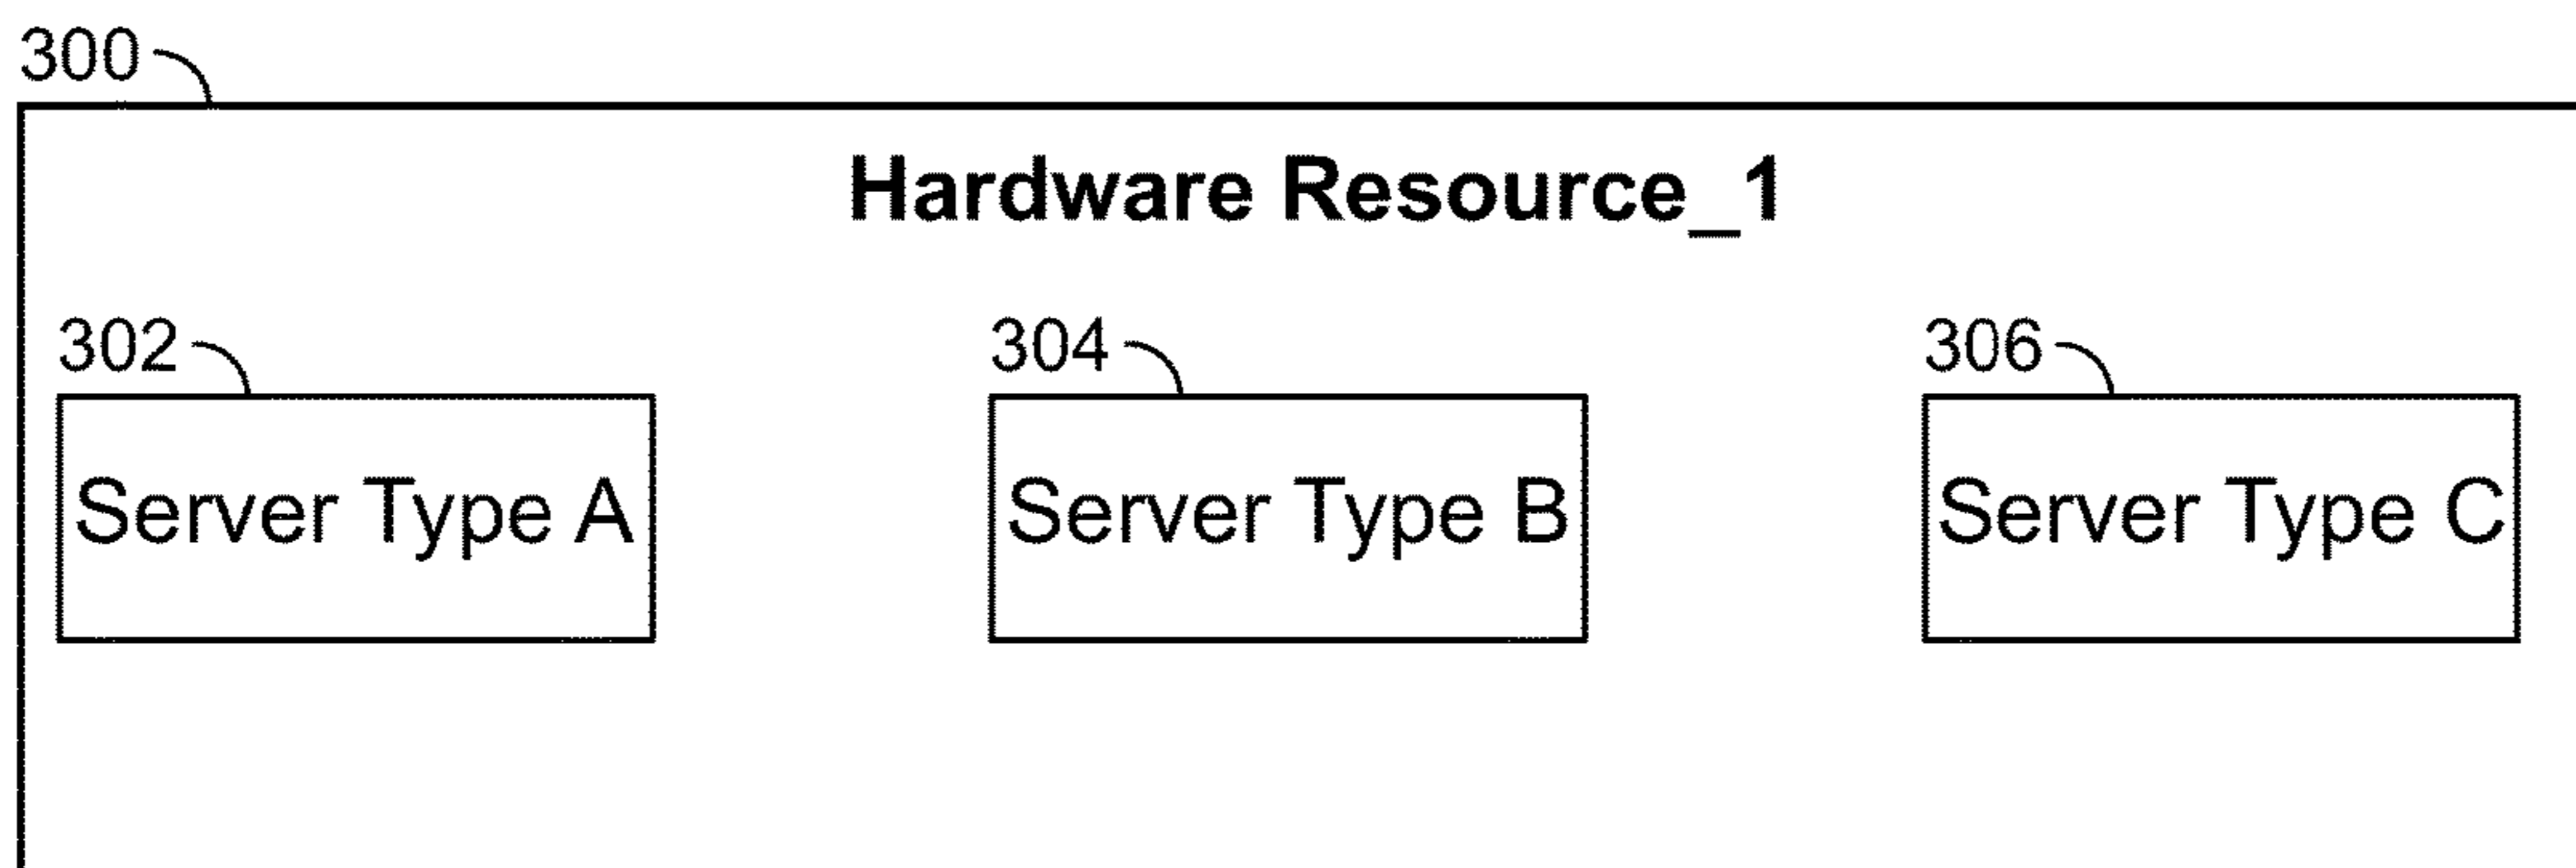 300
Hardware Resource_1
302
304
306
Server Type A
Server Type B
Server Type C